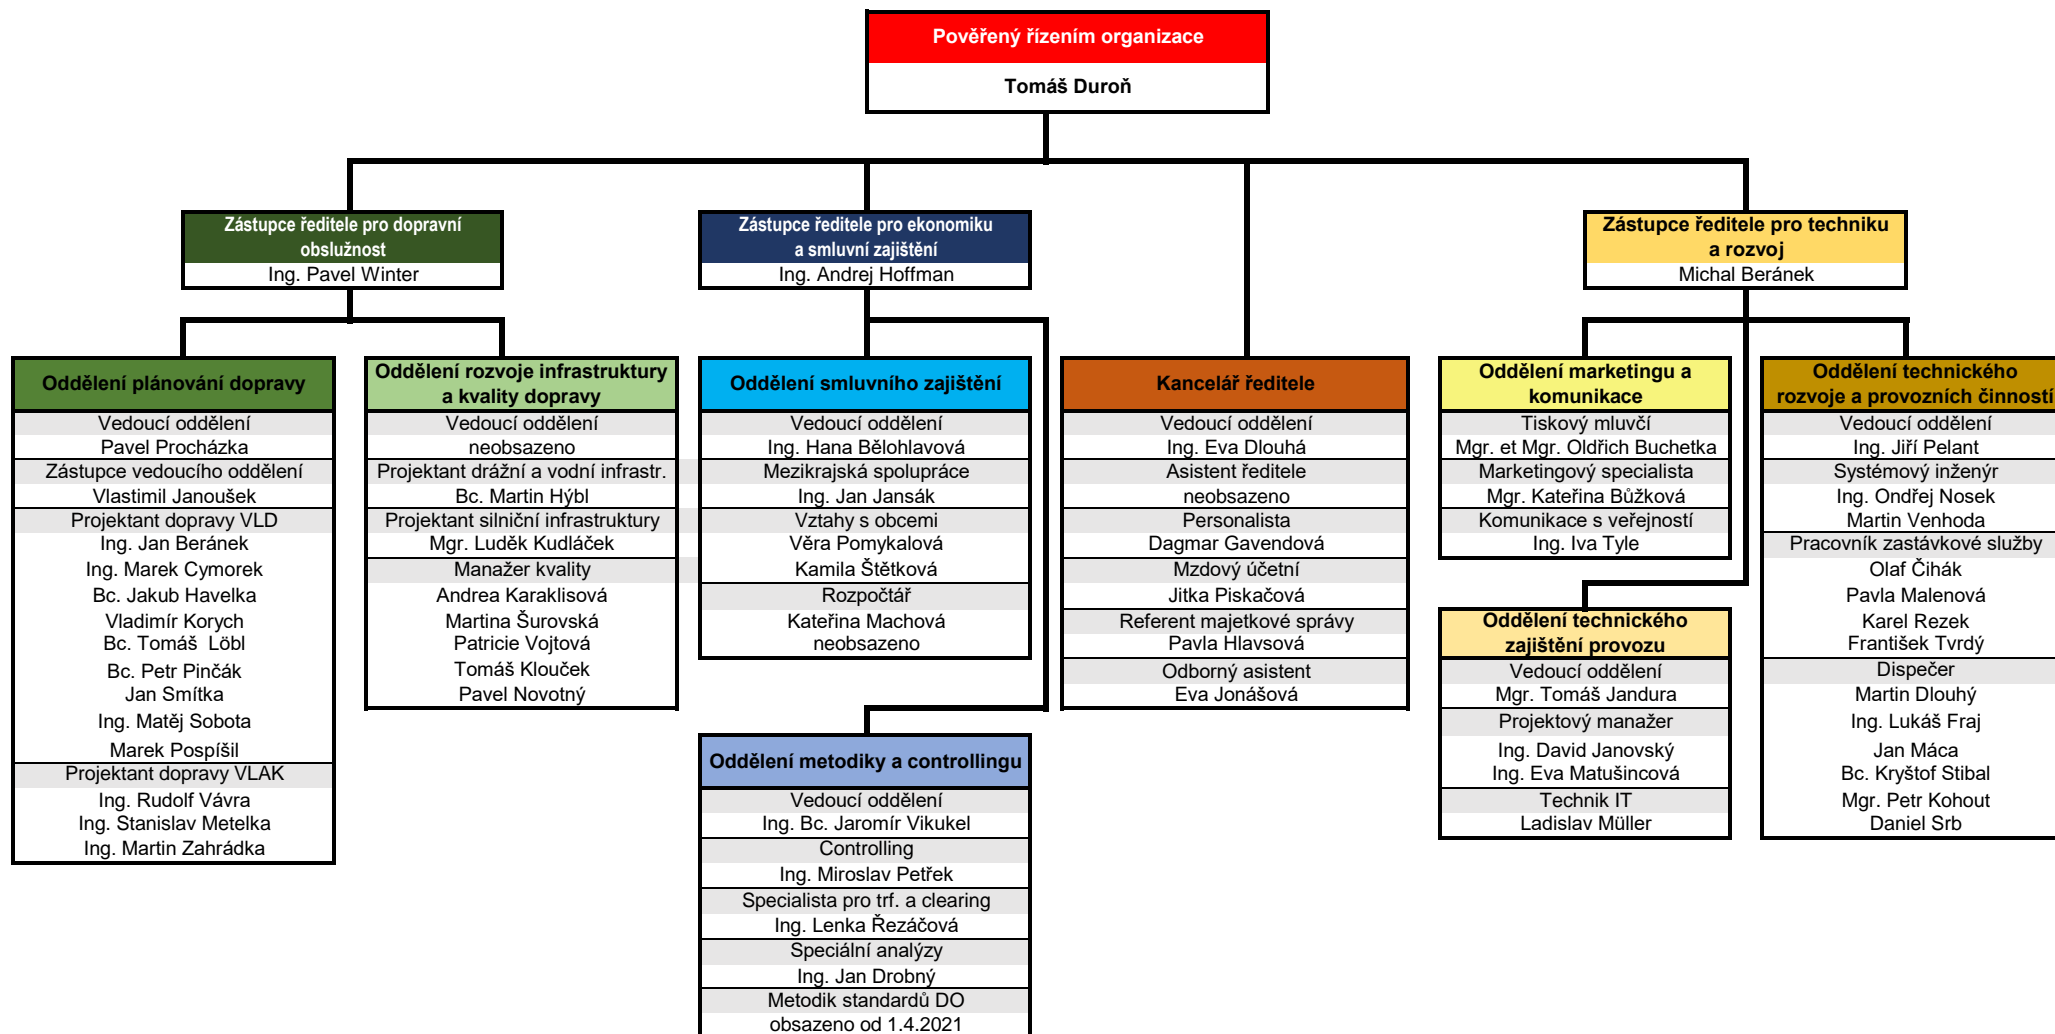 Pověřený řízením organizace
Tomáš Duroň
Zástupce ředitele pro dopravní
obslužnost
Ing. Pavel Winter
Zástupce ředitele pro ekonomiku
a smluvní zajištění
Ing. Andrej Hoffman
Zástupce ředitele pro techniku
a rozvoj
Michal Beránek
Oddělení plánování dopravy
Vedoucí oddělení
Pavel Procházka
Zástupce vedoucího oddělení
Vlastimil Janoušek
Projektant dopravy VLD
Ing. Jan Beránek
Ing. Marek Cymorek
Bc. Jakub Havelka
Vladimír Korych
Bc. Tomáš  Löbl
Bc. Petr Pinčák
Jan Smítka
Ing. Matěj Sobota
Marek Pospíšil
Projektant dopravy VLAK
Ing. Rudolf Vávra
Ing. Stanislav Metelka
Ing. Martin Zahrádka
Oddělení rozvoje infrastruktury
a kvality dopravy
Vedoucí oddělení
neobsazeno
Projektant drážní a vodní infrastr.
Bc. Martin Hýbl
Projektant silniční infrastruktury
Mgr. Luděk Kudláček
Manažer kvality
Andrea Karaklisová
Martina Šurovská
Patricie Vojtová
Tomáš Klouček
Pavel Novotný
Oddělení smluvního zajištění
Vedoucí oddělení
Ing. Hana Bělohlavová
Mezikrajská spolupráce
Ing. Jan Jansák
Vztahy s obcemi
Věra Pomykalová
Kamila Štětková
Rozpočtář
Kateřina Machová
neobsazeno
Oddělení metodiky a controllingu
Vedoucí oddělení
Ing. Bc. Jaromír Vikukel
Controlling
Ing. Miroslav Petřek
Specialista pro trf. a clearing
Ing. Lenka Řezáčová
Speciální analýzy
Ing. Jan Drobný
Metodik standardů DO
obsazeno od 1.4.2021
Kancelář ředitele
Vedoucí oddělení
Ing. Eva Dlouhá
Asistent ředitele
neobsazeno
Personalista
Dagmar Gavendová
Mzdový účetní
Jitka Piskačová
Referent majetkové správy
Pavla Hlavsová
Odborný asistent
Eva Jonášová
Oddělení marketingu a
komunikace
Tiskový mluvčí
Mgr. et Mgr. Oldřich Buchetka
Marketingový specialista
Mgr. Kateřina Bůžková
Komunikace s veřejností
Ing. Iva Tyle
Oddělení technického
zajištění provozu
Vedoucí oddělení
Mgr. Tomáš Jandura
Projektový manažer
Ing. David Janovský
Ing. Eva Matušincová
Technik IT
Ladislav Müller
Oddělení technického
rozvoje a provozních činností
Vedoucí oddělení
Ing. Jiří Pelant
Systémový inženýr
Ing. Ondřej Nosek
Martin Venhoda
Pracovník zastávkové služby
Olaf Čihák
Pavla Malenová
Karel Rezek
František Tvrdý
Dispečer
Martin Dlouhý
Ing. Lukáš Fraj
Jan Máca
Bc. Kryštof Stibal
Mgr. Petr Kohout
Daniel Srb